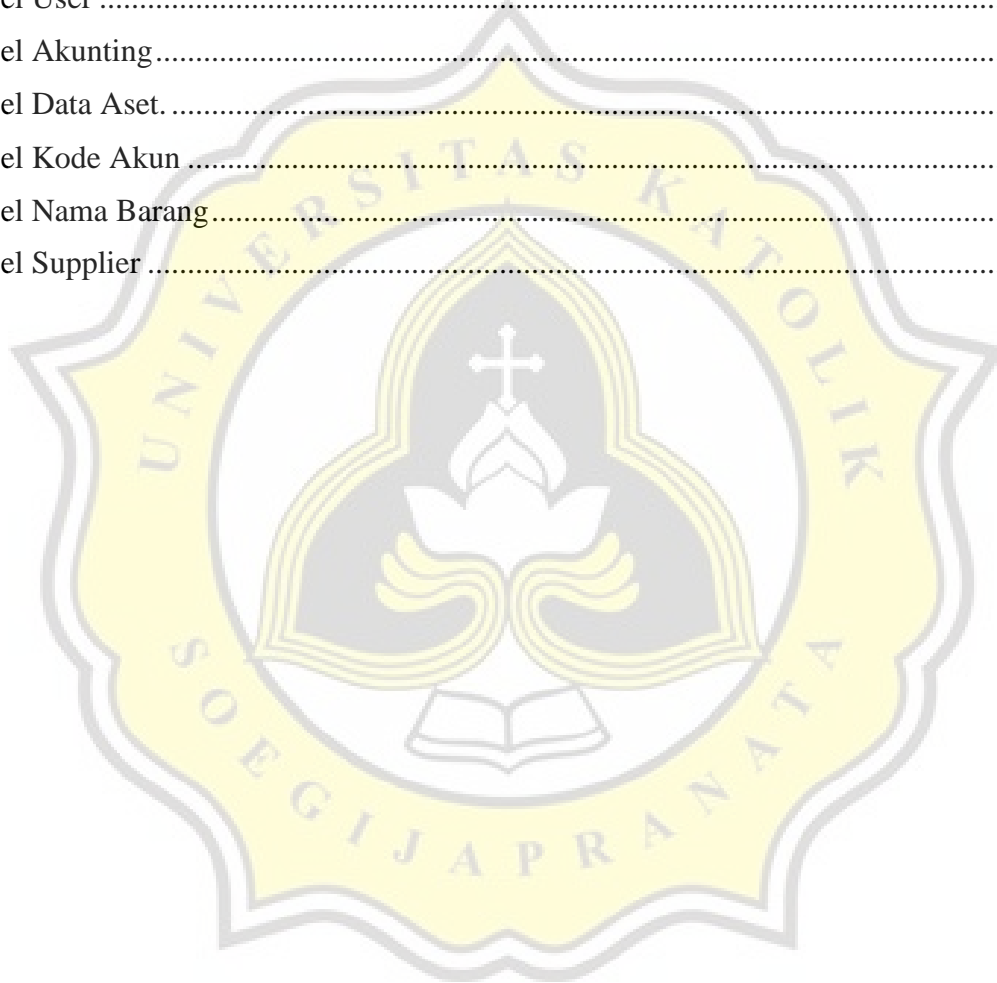 el User ..........................................................................................................
el Akunting ..................................................................................................
el Data Aset. ................................................................................................
el Kode Akun ..............................................................................................
el Nama Barang ...........................................................................................
el Supplier ....................................................................................................
UNIVERSITAS KATOLIK
SOEGIJAPRANATA